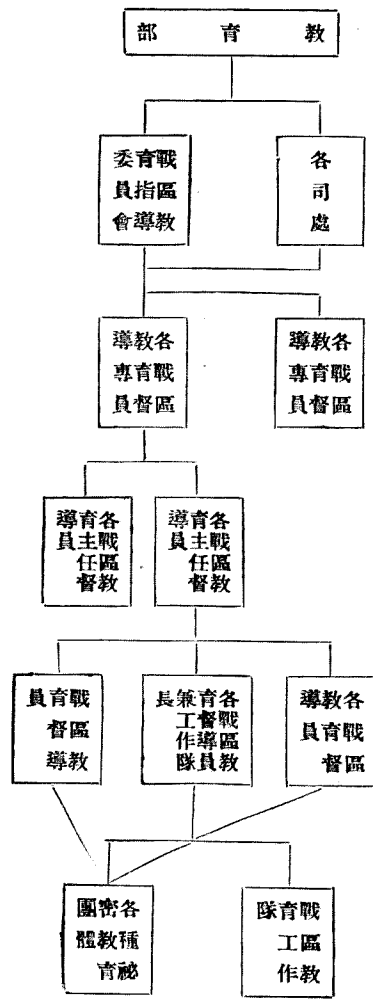 教育部
各司處
戰區教
育指導
委員會
各戰區
教育督
導專員
各戰區
教育督
導專員
各戰區教
育主任督
導員
各戰區教
育主任督
導員
各戰區
教育督
導員
各戰區教
育督導員
兼工作隊
長
戰區教
育督導
員
戰區教
育工作
隊
各種祕
密教育
團體